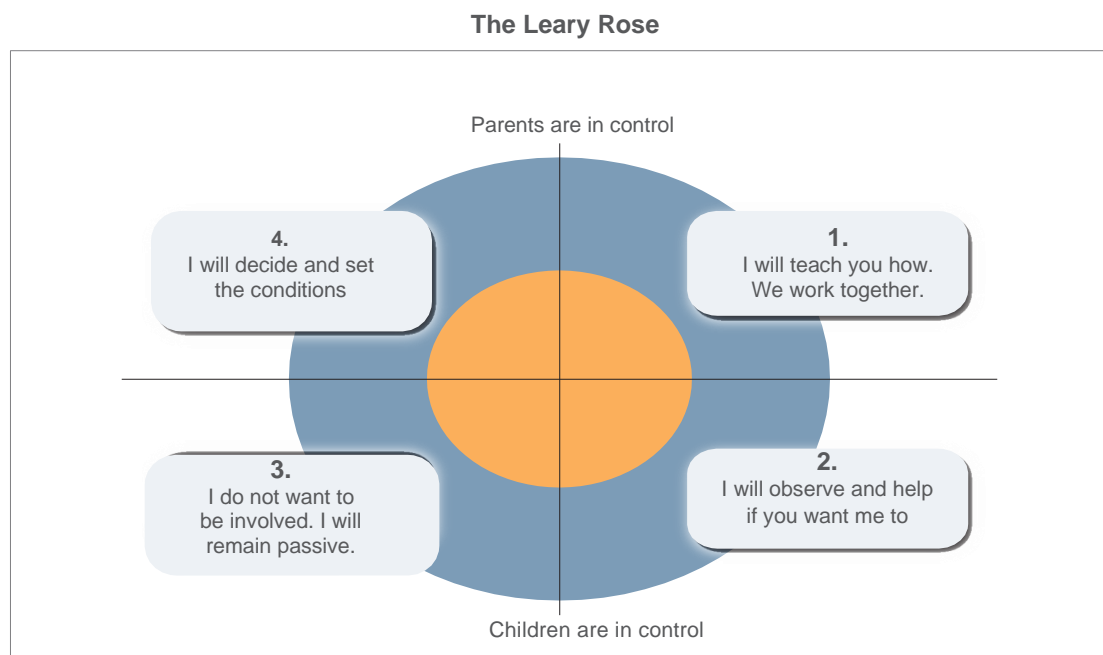 The Leary Rose
Parents are in control
4.
I will decide and set
the conditions
1.
I will teach you how.
We work together.
3.
I do not want to
be involved. I will
remain passive.
2.
I will observe and help
if you want me to
Children are in control